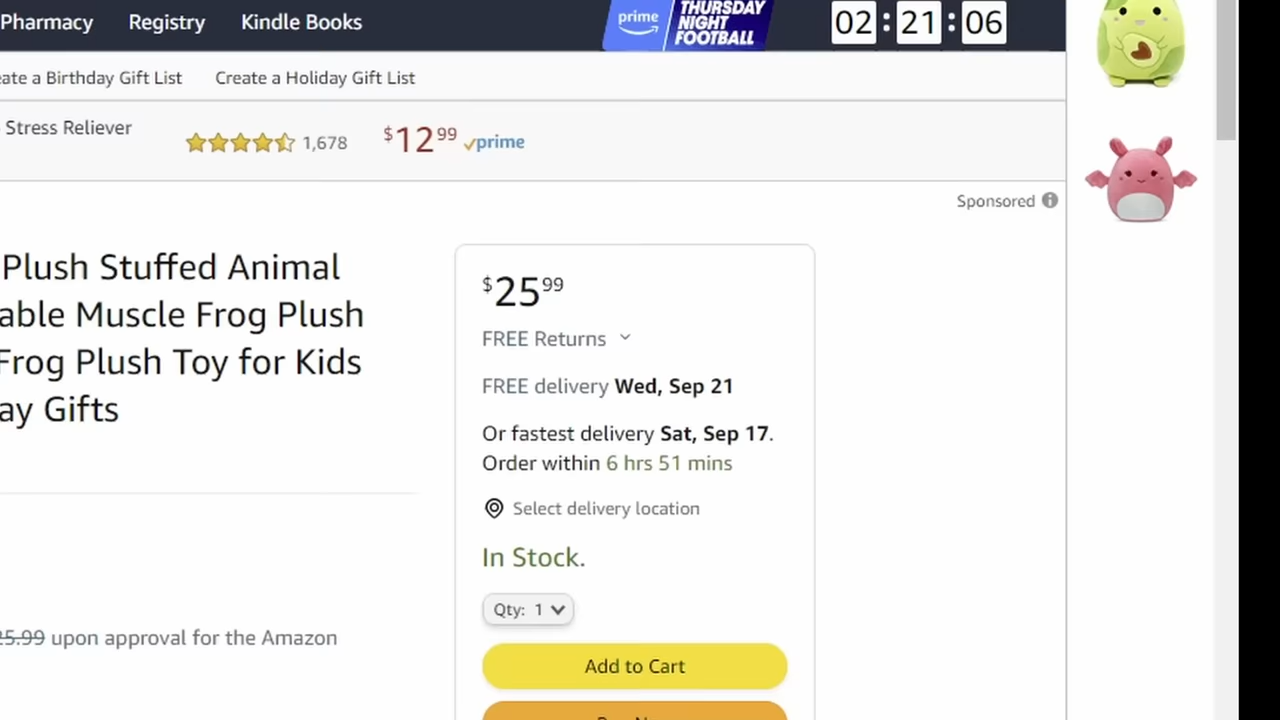 Pharmacy Registry Kindle Books
prime THURSDAY NIGHT FOOTBALL
02:21:06
ate a Birthday Gift List Create a Holiday Gift List
Stress Reliever
1,678 $12 99 prime
Sponsored
Plush Stuffed Animal
able Muscle Frog Plush
Frog Plush Toy for Kids
ay Gifts
$25 99
FREE Returns
FREE delivery Wed, Sep 21
Or fastest delivery Sat, Sep 17.
Order within 6 hrs 51 mins
Select delivery location
In Stock.
Qty: 1
25.99 upon approval for the Amazon
Add to Cart